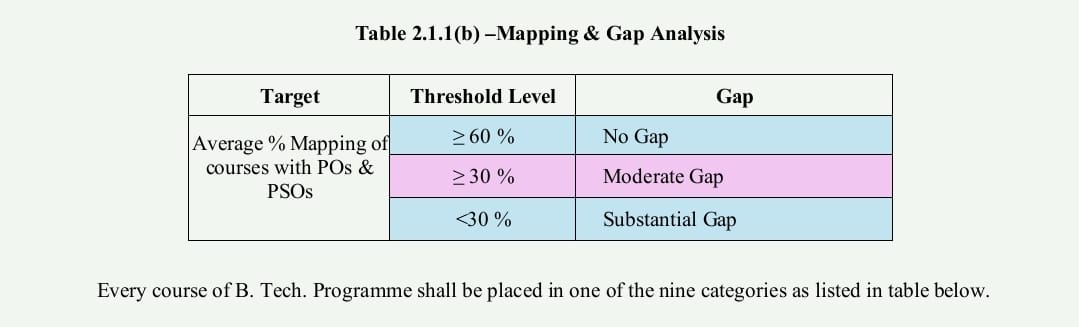 Table 2.1.1(b) –Mapping & Gap Analysis
Target Threshold Level Gap
Average % Mapping of
courses with POs &
PSOs
≥ 60 % No Gap
≥ 30 % Moderate Gap
<30 % Substantial Gap
Every course of B. Tech. Programme shall be placed in one of the nine categories as listed in table below.